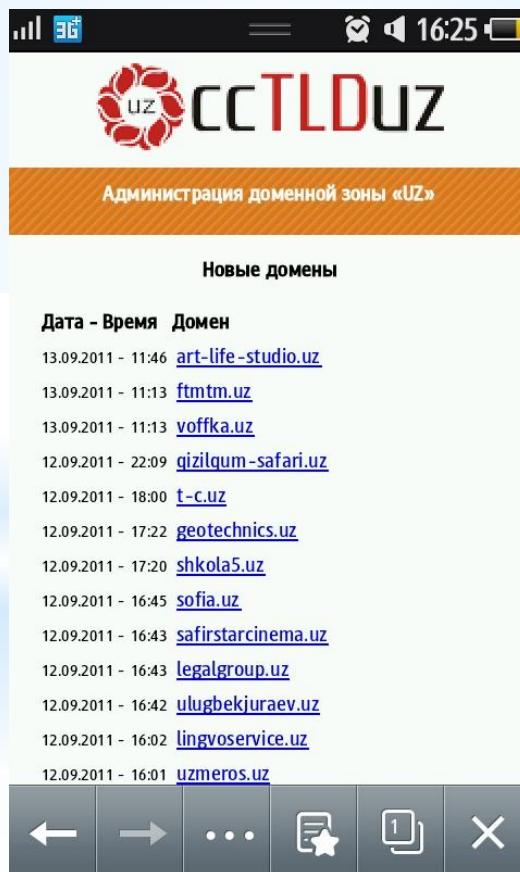 3G+ 16:25
uz ccTLDuz
Администрация доменной зоны «UZ»
Новые домены
Дата - Время Домен
13.09.2011 - 11:46 art-life-studio.uz
13.09.2011 - 11:13 ftmtm.uz
13.09.2011 - 11:13 voffka.uz
12.09.2011 - 22:09 qizilqum-safari.uz
12.09.2011 - 18:00 t-c.uz
12.09.2011 - 17:22 geotechnics.uz
12.09.2011 - 17:20 shkola5.uz
12.09.2011 - 16:45 sofia.uz
12.09.2011 - 16:43 safirstarcinema.uz
12.09.2011 - 16:43 legalgroup.uz
12.09.2011 - 16:42 ulugbekjuraev.uz
12.09.2011 - 16:02 lingvoservice.uz
12.09.2011 - 16:01 uzmeros.uz
1